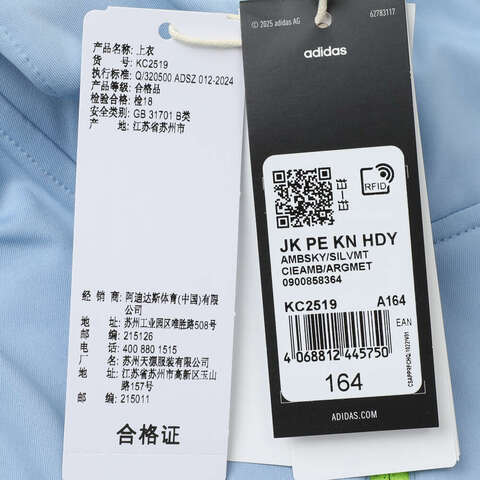 产品名称: 上衣
货 号: KC2519
执行标准: Q/320500 ADSZ 012-2024
产品等级: 合格品
检验合格: 检18
安全类别: GB 31701 B类
产 地: 江苏省苏州市
经 销 商: 阿迪达斯体育(中国)有限
公司
地 址: 苏州工业园区唯胜路508号
邮 编: 215126
电 话: 400 880 1515
厂 名: 苏州天源服装有限公司
厂 址: 江苏省苏州市高新区玉山
路157号
邮 编: 215011
合格证
© 2025 adidas AG
62783117
adidas
RFID
JK PE KN HDY
AMBSKY/SILVMT
CIEAMB/ARGMET
0900858364
KC2519 A164
EAN
4 068812 445750
164
ADIDAS.COM